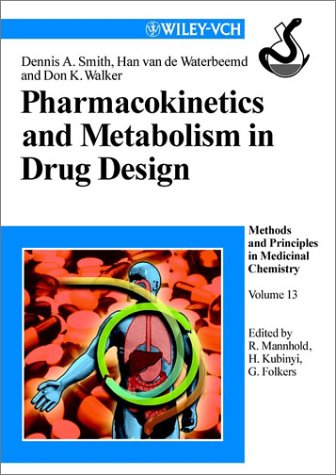 WILEY-VCH
Dennis A. Smith, Han van de Waterbeemd
and Don K. Walker
Pharmacokinetics
and Metabolism in
Drug Design
Methods
and Principles
in Medicinal
Chemistry
Volume 13
Edited by
R. Mannhold,
H. Kubinyi,
G. Folkers